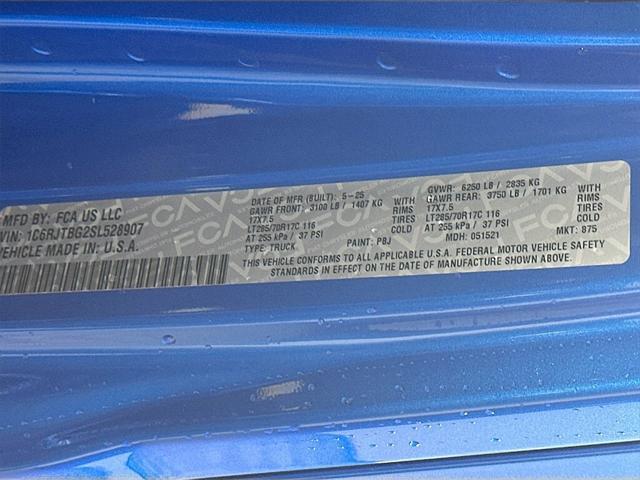 MFD BY: FCA US LLC
VIN: 1C6RJTBG2SL528907
VEHICLE MADE IN: U.S.A.
DATE OF MFR (BUILT): 5-25
GAWR FRONT: 3100 LB / 1407 KG WITH
17X7.5 RIMS
LT285/70R17C 116 TIRES
AT 255 kPa / 37 PSI COLD
TYPE: TRUCK PAINT: PBJ
GVWR: 6250 LB / 2835 KG
GAWR REAR: 3750 LB / 1701 KG WITH
17X7.5 RIMS
LT285/70R17C 116 TIRES
AT 255 kPa / 37 PSI COLD
MDH: 051521 MKT: 875
THIS VEHICLE CONFORMS TO ALL APPLICABLE U.S.A. FEDERAL MOTOR VEHICLE SAFETY
STANDARDS IN EFFECT ON THE DATE OF MANUFACTURE SHOWN ABOVE.